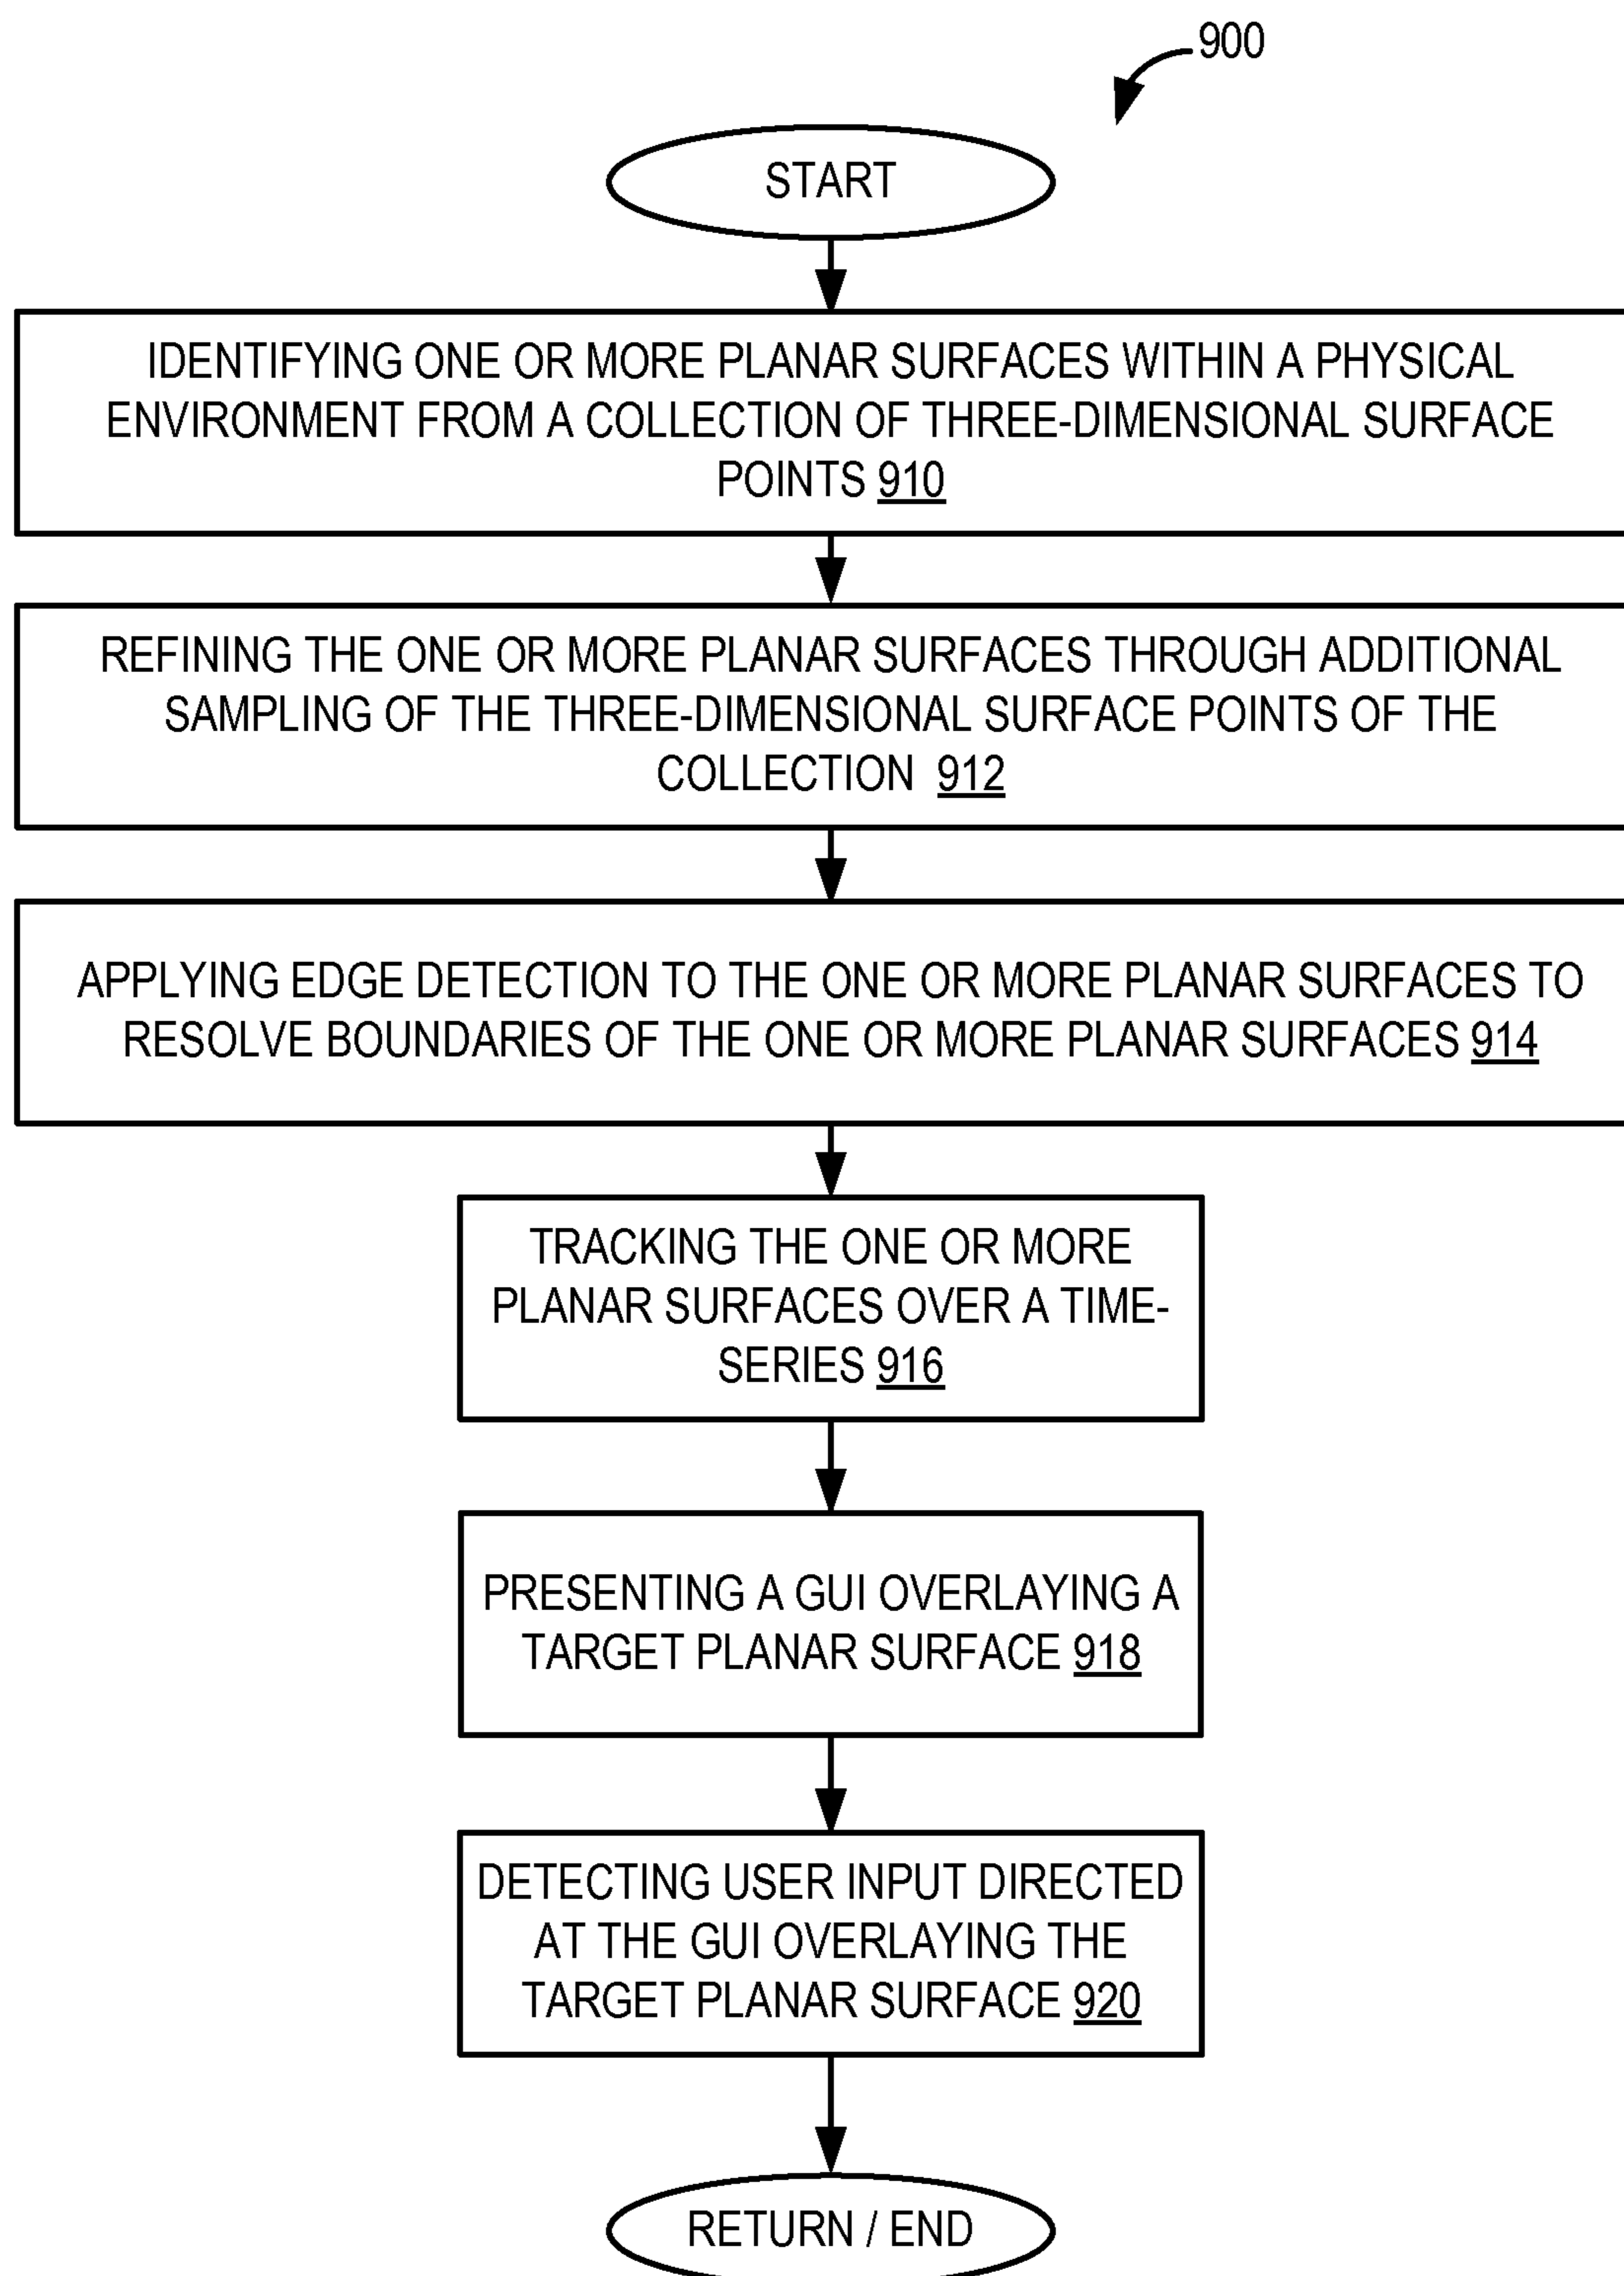 900
START
IDENTIFYING ONE OR MORE PLANAR SURFACES WITHIN A PHYSICAL
ENVIRONMENT FROM A COLLECTION OF THREE-DIMENSIONAL SURFACE
POINTS 910
REFINING THE ONE OR MORE PLANAR SURFACES THROUGH ADDITIONAL
SAMPLING OF THE THREE-DIMENSIONAL SURFACE POINTS OF THE
COLLECTION 912
APPLYING EDGE DETECTION TO THE ONE OR MORE PLANAR SURFACES TO
RESOLVE BOUNDARIES OF THE ONE OR MORE PLANAR SURFACES 914
TRACKING THE ONE OR MORE
PLANAR SURFACES OVER A TIME-
SERIES 916
PRESENTING A GUI OVERLAYING A
TARGET PLANAR SURFACE 918
DETECTING USER INPUT DIRECTED
AT THE GUI OVERLAYING THE
TARGET PLANAR SURFACE 920
RETURN / END